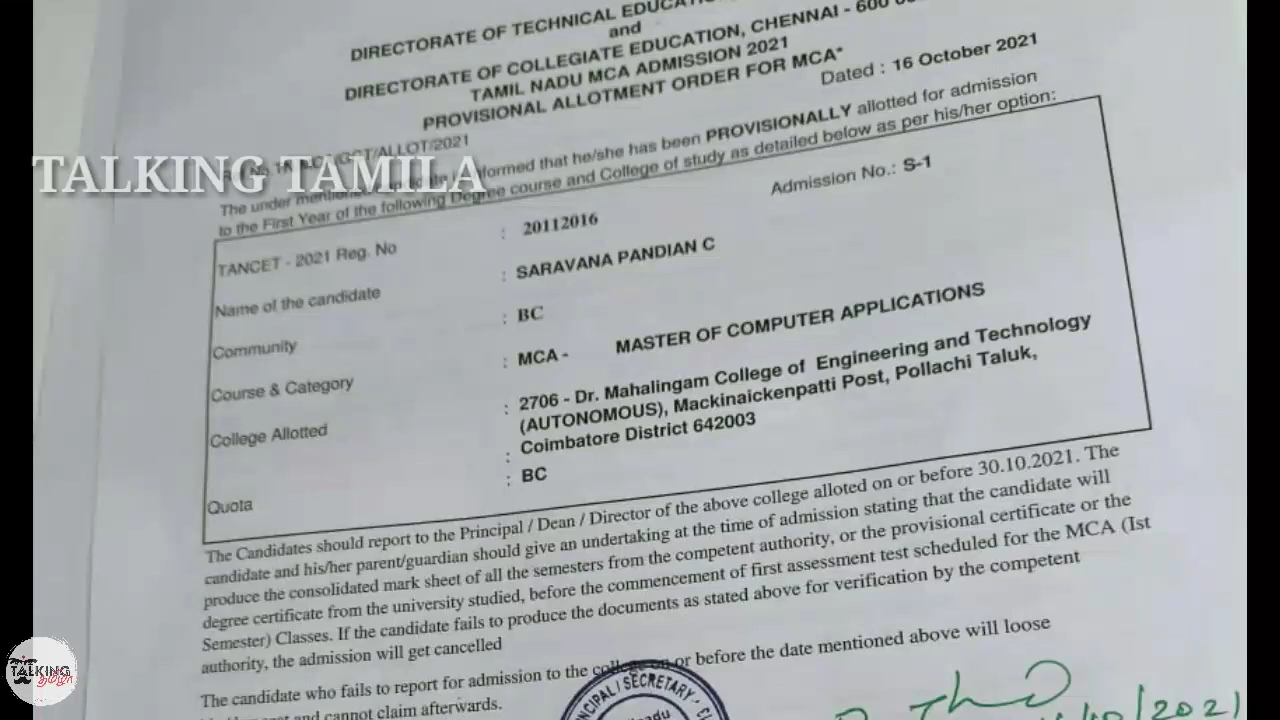 DIRECTORATE OF TECHNICAL
and
DIRECTORATE OF COLLEGIATE EDUCATION, CHENNAI - 600
TAMIL NADU MCA ADMISSION 2021
PROVISIONAL ALLOTMENT ORDER FOR MCA*
Dated : 16 October 2021
TALKING TAMILA
The under mentioned that he/she has been PROVISIONALLY allotted for admission
to the First Year of the following Degree course and College of study as detailed below as per his/her option:
Admission No.: S-1
TANCET - 2021 Reg. No : 20112016
Name of the candidate : SARAVANA PANDIAN C
Community : BC
Course & Category : MCA - MASTER OF COMPUTER APPLICATIONS
College Allotted : 2706 - Dr. Mahalingam College of Engineering and Technology
(AUTONOMOUS), Mackinaickenpatti Post, Pollachi Taluk,
: Coimbatore District 642003
Quota : BC
The Candidates should report to the Principal / Dean / Director of the above college alloted on or before 30.10.2021. The
candidate and his/her parent/guardian should give an undertaking at the time of admission stating that the candidate will
produce the consolidated mark sheet of all the semesters from the competent authority, or the provisional certificate or the
degree certificate from the university studied, before the commencement of first assessment test scheduled for the MCA (Ist
Semester) Classes. If the candidate fails to produce the documents as stated above for verification by the competent
authority, the admission will get cancelled
The candidate who fails to report for admission to the college on or before the date mentioned above will loose
and cannot claim afterwards.
SECRETARY
TALKING
தமிழா